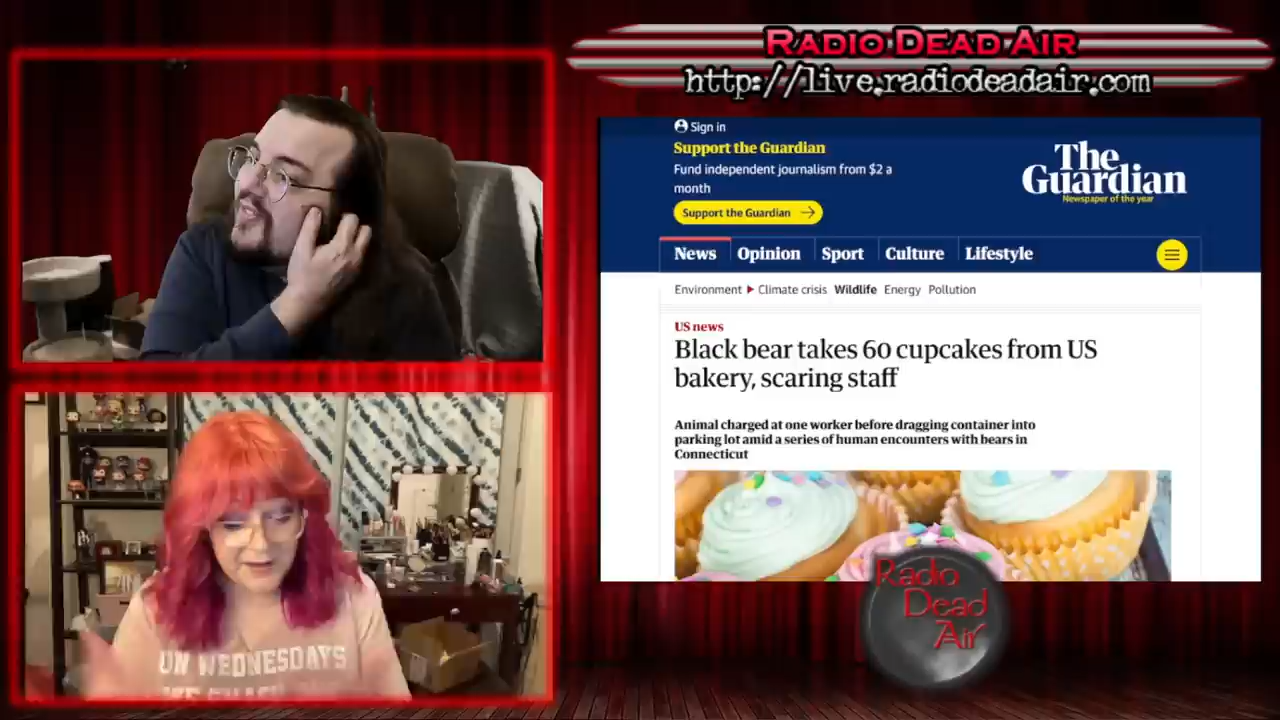 RADIO DEAD AIR
http://live.radiodeadair.com
Sign in
Support the Guardian
Fund independent journalism from $2 a
month
Support the Guardian
The
Guardian
Newspaper of the year
News
Opinion
Sport
Culture
Lifestyle
Environment
Climate crisis
Wildlife
Energy
Pollution
US news
Black bear takes 60 cupcakes from US
bakery, scaring staff
Animal charged at one worker before dragging container into
parking lot amid a series of human encounters with bears in
Connecticut
Radio
Dead
Air
ON WEDNESDAYS